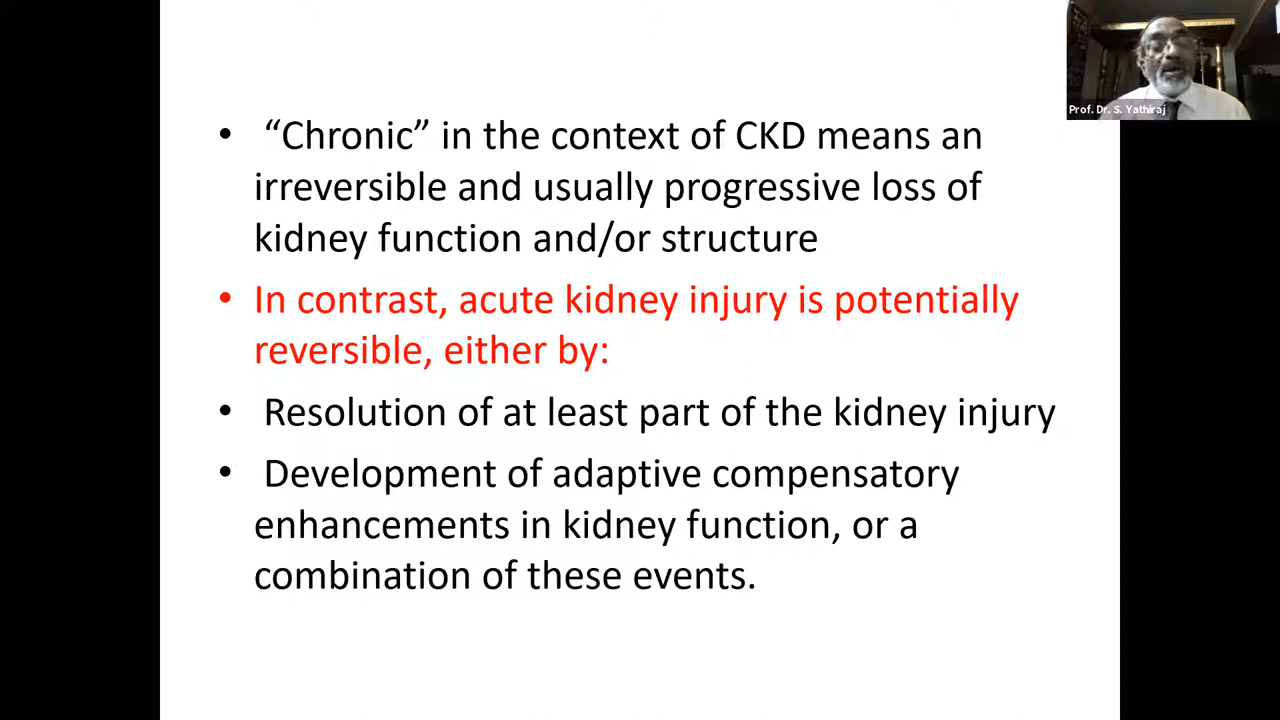 Prof. Dr. S. Yathiraj
• “Chronic” in the context of CKD means an
irreversible and usually progressive loss of
kidney function and/or structure
• In contrast, acute kidney injury is potentially
reversible, either by:
• Resolution of at least part of the kidney injury
• Development of adaptive compensatory
enhancements in kidney function, or a
combination of these events.